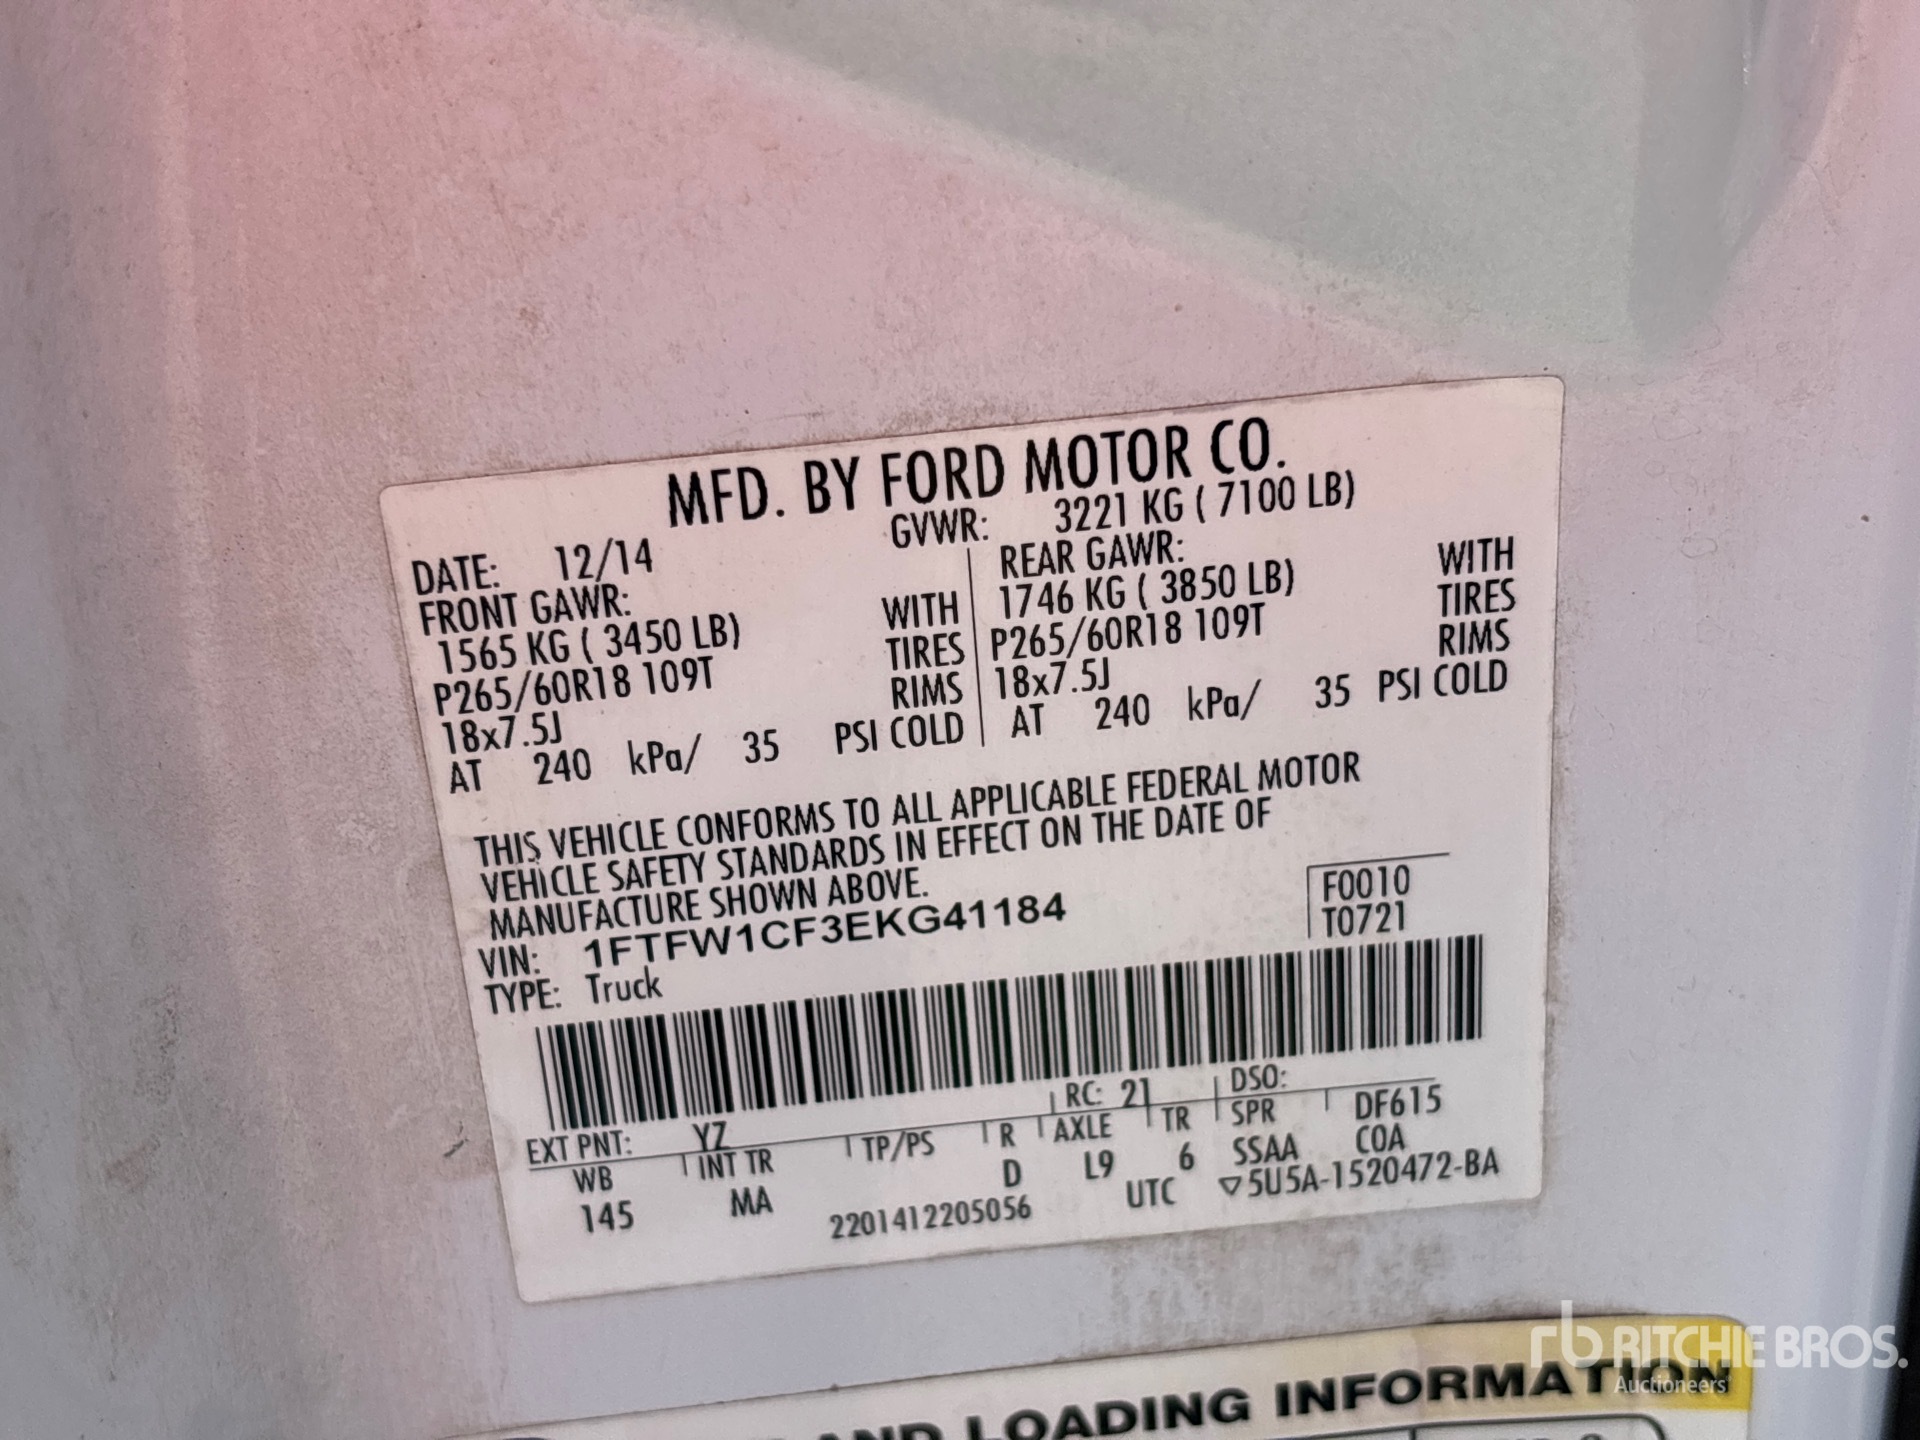 MFD. BY FORD MOTOR CO.
DATE: 12/14 GVWR: 3221 KG ( 7100 LB)
FRONT GAWR: REAR GAWR:
1565 KG ( 3450 LB) WITH 1746 KG ( 3850 LB) WITH
P265/60R18 109T TIRES P265/60R18 109T TIRES
18x7.5J RIMS 18x7.5J RIMS
AT 240 kPa/ 35 PSI COLD AT 240 kPa/ 35 PSI COLD
THIS VEHICLE CONFORMS TO ALL APPLICABLE FEDERAL MOTOR
VEHICLE SAFETY STANDARDS IN EFFECT ON THE DATE OF
MANUFACTURE SHOWN ABOVE.
VIN: 1FTFW1CF3EKG41184 F0010
TYPE: Truck T0721
EXT PNT: YZ RC: 21 DSO:
WB INT TR TP/PS R AXLE TR SPR DF615
145 MA D L9 6 SSAA COA
2201412205056 UTC ▽5U5A-1520472-BA
AND LOADING INFORMATION
rb RITCHIE BROS.
Auctioneers